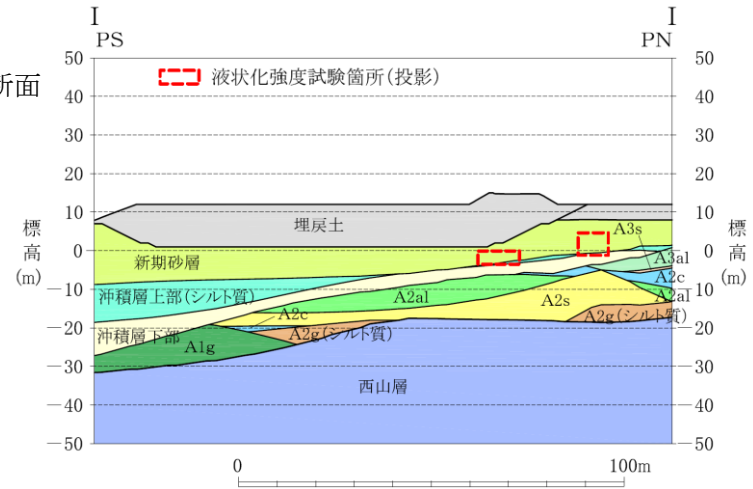 I I
PS PN
断面
液状化強度試験箇所(投影)
50 50
40 40
30 30
20 20
10 10
0 0
−10 −10
−20 −20
−30 −30
−40 −40
−50 −50
標高(m) 標高(m)
埋戻土
新期砂層
A3s
A3al
A2c
A2al
沖積層上部(シルト質)
A2al
A2s
A2c
A2g(シルト質)
沖積層下部
A2g(シルト質)
A1g
西山層
0 100m